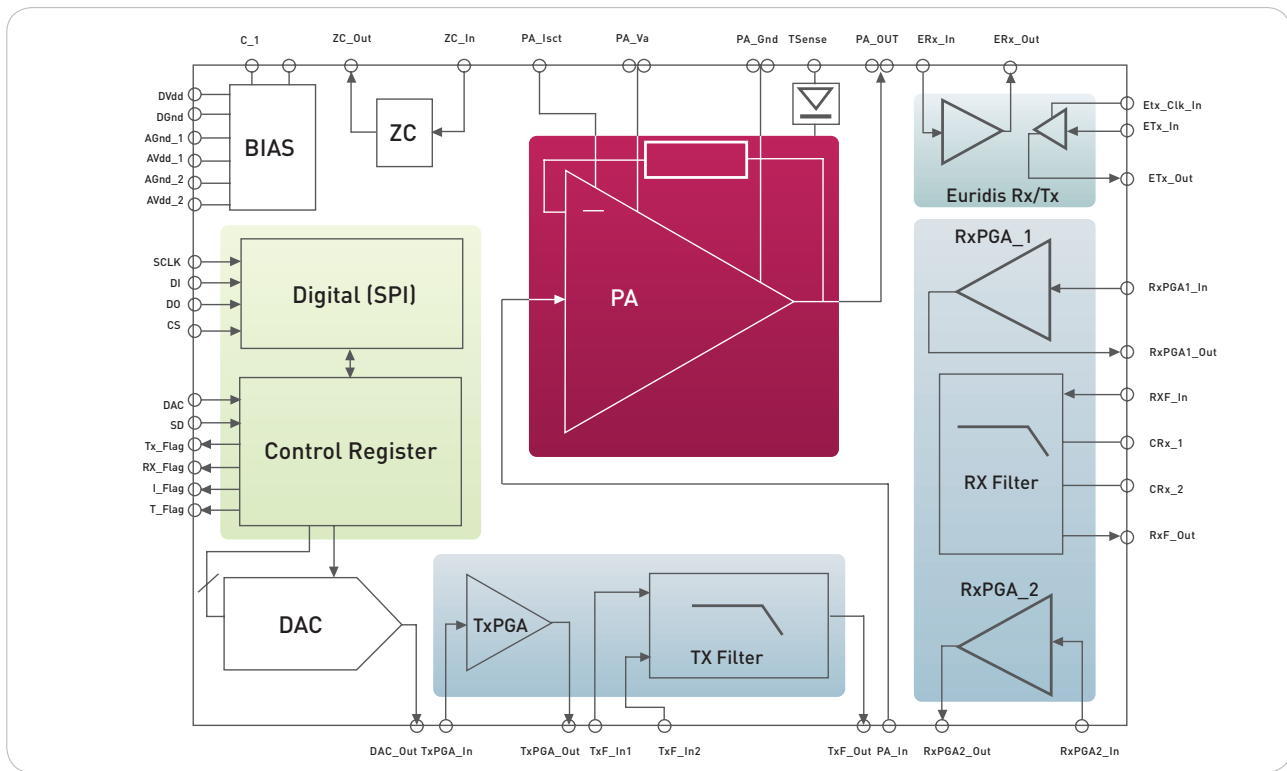 C_1
ZC_Out
ZC_In
PA_Isct
PA_Va
PA_Gnd
TSense
PA_OUT
ERx_In
ERx_Out
DVdd
DGnd
AGnd_1
AVdd_1
AGnd_2
AVdd_2
BIAS
ZC
Etx_Clk_In
ETx_In
ETx_Out
Euridis Rx/Tx
SCLK
DI
DO
CS
Digital (SPI)
PA
RxPGA_1
RxPGA1_In
RxPGA1_Out
DAC
SD
Tx_Flag
RX_Flag
I_Flag
T_Flag
Control Register
RXF_In
CRx_1
CRx_2
RxF_Out
RX Filter
DAC
TxPGA
TX Filter
RxPGA_2
DAC_Out
TxPGA_In
TxPGA_Out
TxF_In1
TxF_In2
TxF_Out
PA_In
RxPGA2_Out
RxPGA2_In